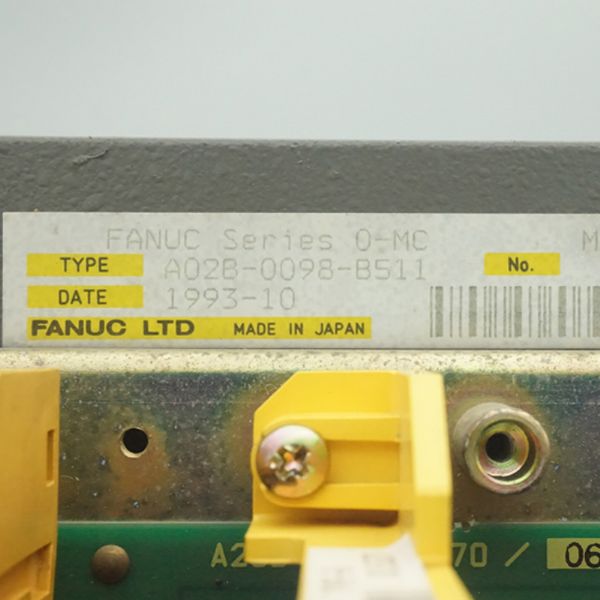 FANUC Series 0-MC M
TYPE A02B-0098-B511 No.
DATE 1993-10
FANUC LTD MADE IN JAPAN
70 / 06